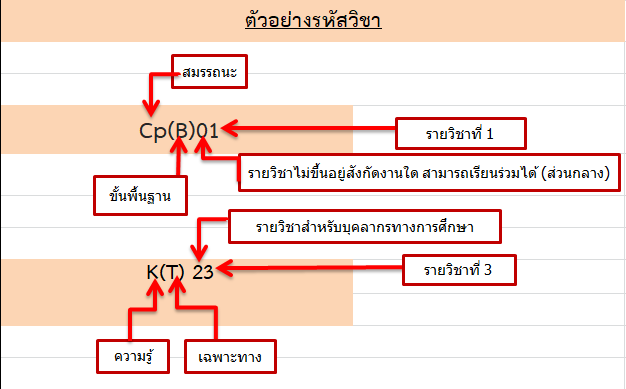 ตัวอย่างรหัสวิชา
สมรรถนะ
Cp(B)01
รายวิชาที่ 1
รายวิชาไม่ขึ้นอยู่สังกัดงานใด สามารถเรียนร่วมได้ (ส่วนกลาง)
ขั้นพื้นฐาน
รายวิชาสำหรับบุคลากรทางการศึกษา
K(T) 23
รายวิชาที่ 3
ความรู้
เฉพาะทาง